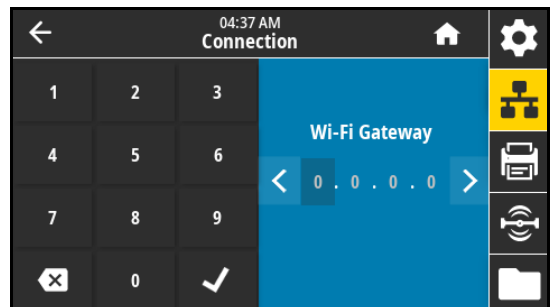 04:37 AM
Connection
1 2 3
4 5 6
7 8 9
0
Wi-Fi Gateway
0 . 0 . 0 . 0